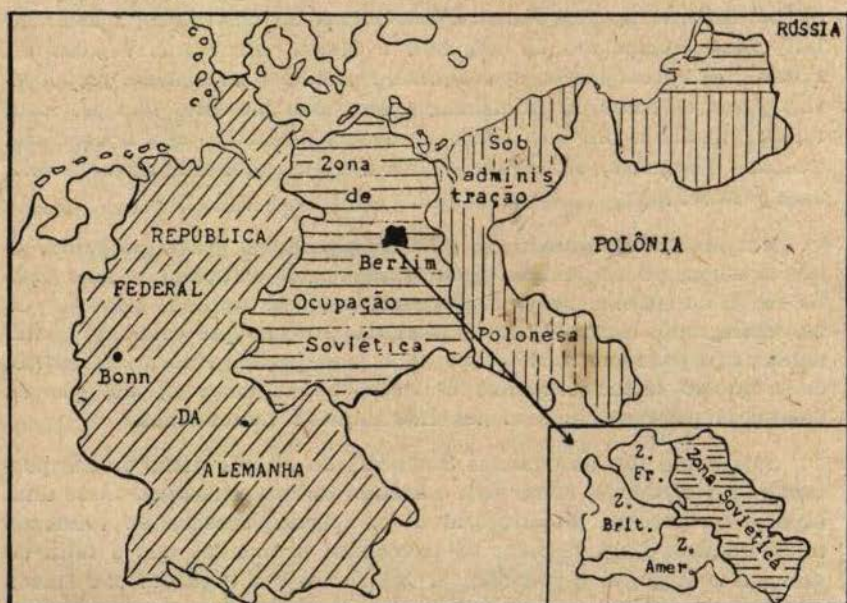 RÚSSIA
Zona
de
Berlim
Ocupação
Soviética
Sob
adminis
tração
Polonesa
POLÔNIA
REPÚBLICA
FEDERAL
Bonn
DA
ALEMANHA
Z.
Fr.
Z.
Brit.
Z.
Amer.
Zona Soviética